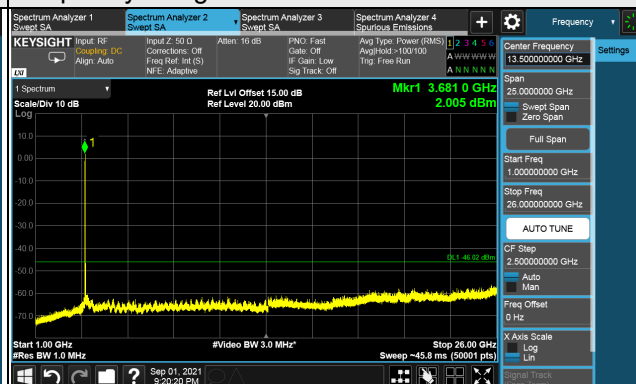 Spectrum Analyzer 1
Swept SA
Spectrum Analyzer 2
Swept SA
Spectrum Analyzer 3
Swept SA
Spectrum Analyzer 4
Spurious Emissions
+
Frequency
KEYSIGHT
Input: RF
Coupling: DC
Align: Auto
Input Z: 50 Ω
Corrections: Off
Freq Ref: Int (S)
NFE: Adaptive
Atten: 16 dB
PNO: Fast
Gate: Off
IF Gain: Low
Sig Track: Off
Avg Type: Power (RMS)
Avg|Hold:>100/100
Trig: Free Run
1 2 3 4 5 6
A W W W W W
A N N N N N
LXI
1 Spectrum
Scale/Div 10 dB
Log
Ref Lvl Offset 15.00 dB
Ref Level 20.00 dBm
Mkr1 3.681 0 GHz
2.005 dBm
1
10.0
0.00
-10.0
-20.0
-30.0
-40.0
-50.0
-60.0
-70.0
DL1 -46.02 dBm
Start 1.00 GHz
#Res BW 1.0 MHz
#Video BW 3.0 MHz*
Stop 26.00 GHz
Sweep ~45.8 ms (50001 pts)
Sep 01, 2021
9:20:20 PM
?
Center Frequency
13.500000000 GHz
Settings
Span
25.0000000 GHz
Swept Span
Zero Span
Full Span
Start Freq
1.000000000 GHz
Stop Freq
26.000000000 GHz
AUTO TUNE
CF Step
2.500000000 GHz
Auto
Man
Freq Offset
0 Hz
X Axis Scale
Log
Lin
Signal Track